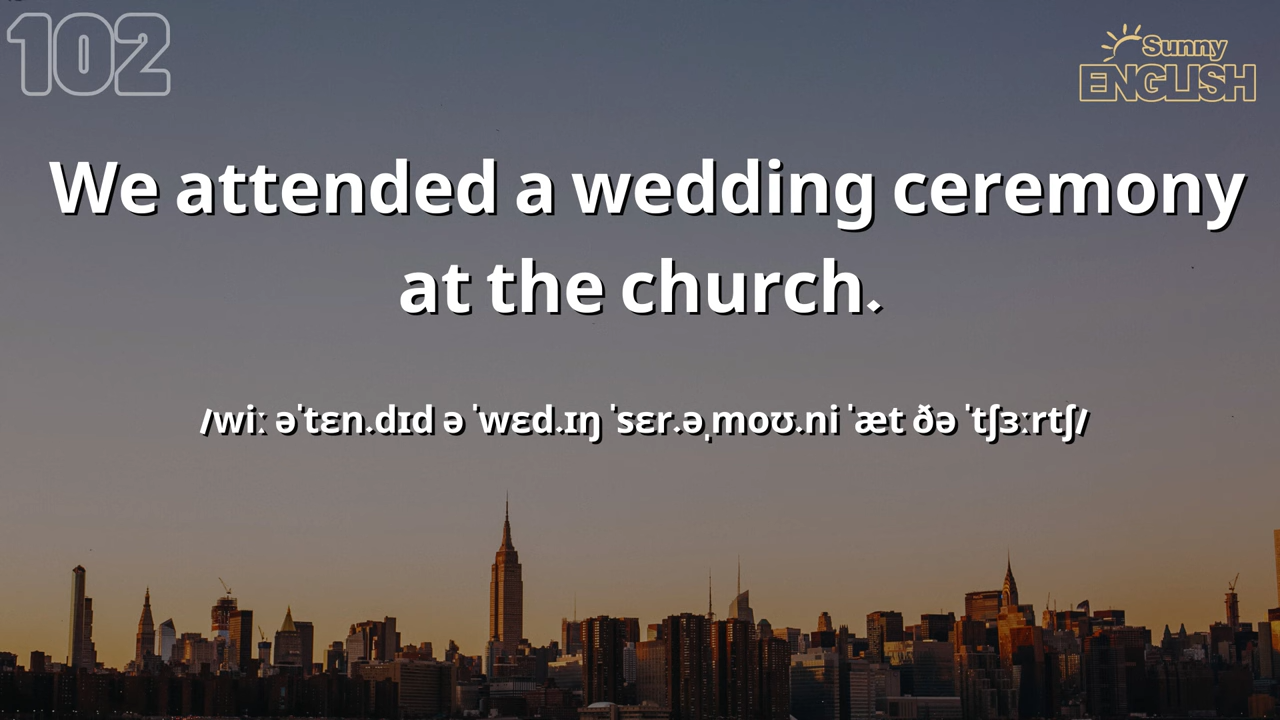 102
Sunny
ENGLISH
We attended a wedding ceremony
at the church.
/wiː əˈtɛn.dɪd ə ˈwɛd.ɪŋ ˈsɛr.əˌmoʊ.ni ˈæt ðə ˈtʃɜːrtʃ/